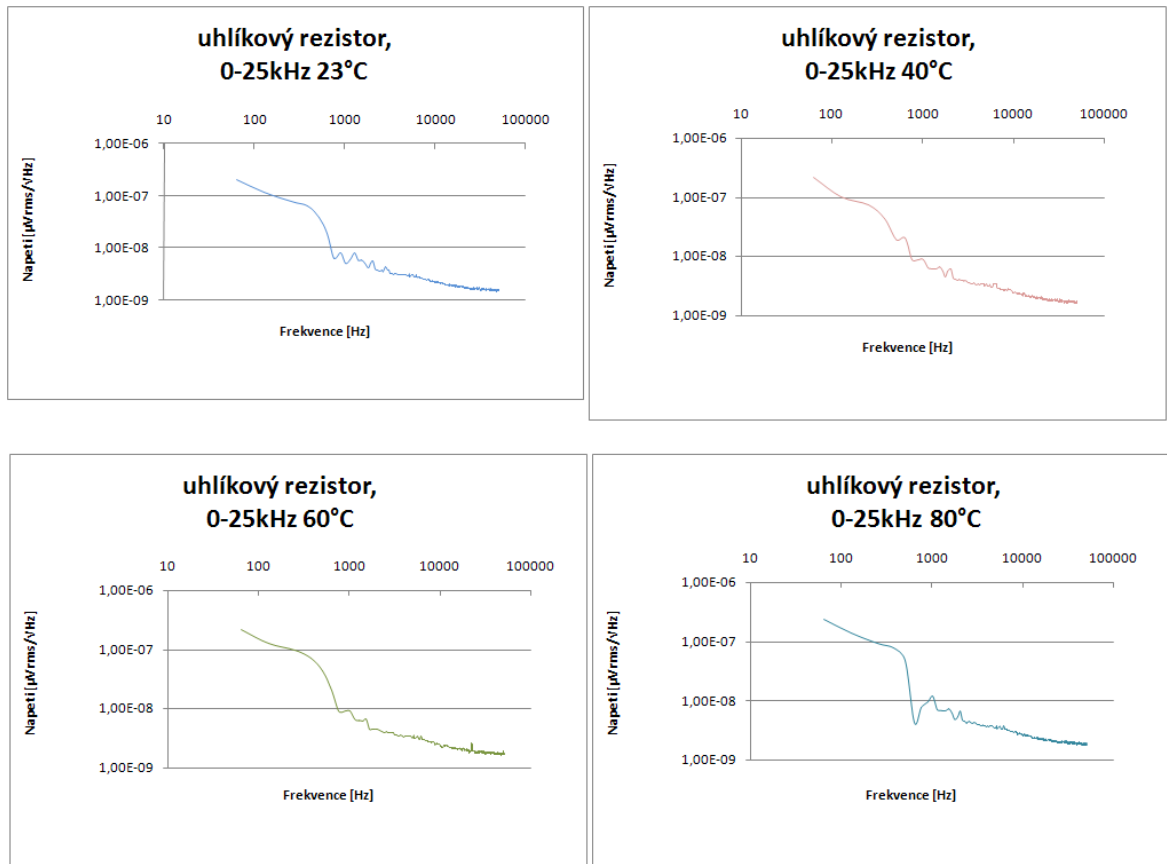 uhlíkový rezistor,
0-25kHz 23°C
10 100 1000 10000 100000
1,00E-06
1,00E-07
1,00E-08
1,00E-09
Napeti [µVrms/√Hz]
Frekvence [Hz]
uhlíkový rezistor,
0-25kHz 40°C
10 100 1000 10000 100000
1,00E-06
1,00E-07
1,00E-08
1,00E-09
Napeti [µVrms/√Hz]
Frekvence [Hz]
uhlíkový rezistor,
0-25kHz 60°C
10 100 1000 10000 100000
1,00E-06
1,00E-07
1,00E-08
1,00E-09
Napeti [µVrms/√Hz]
Frekvence [Hz]
uhlíkový rezistor,
0-25kHz 80°C
10 100 1000 10000 100000
1,00E-06
1,00E-07
1,00E-08
1,00E-09
Napeti [µVrms/√Hz]
Frekvence [Hz]